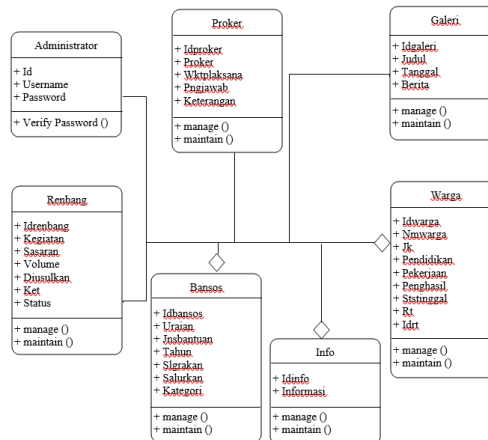 Administrator
+ Id
+ Username
+ Password
+ Verify Password ()
Proker
+ Idproker
+ Proker
+ Wktplaksana
+ Pngjawab
+ Keterangan
+ manage ()
+ maintain ()
Galeri
+ Idgaleri
+ Judul
+ Tanggal
+ Berita
+ manage ()
+ maintain ()
Renbang
+ Idrenbang
+ Kegiatan
+ Sasaran
+ Volume
+ Diusulkan
+ Ket
+ Status
+ manage ()
+ maintain ()
Bansos
+ Idbansos
+ Uraian
+ Jnsbantuan
+ Tahun
+ Slgrakan
+ Salurkan
+ Kategori
+ manage ()
+ maintain ()
Info
+ Idinfo
+ Informasi
+ manage ()
+ maintain ()
Warga
+ Idwarga
+ Nmwarga
+ Jk
+ Pendidikan
+ Pekerjaan
+ Penghasil
+ Ststinggal
+ Rt
+ Idrt
+ manage ()
+ maintain ()